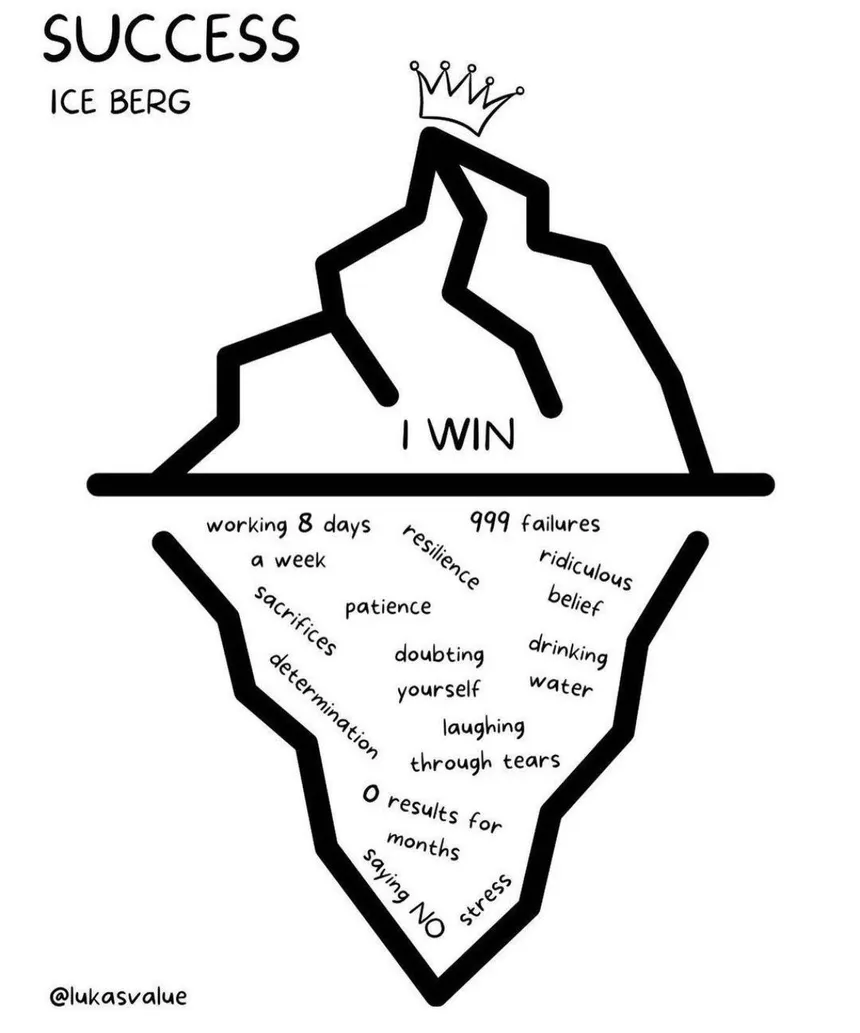 SUCCESS
ICE BERG
I WIN
working 8 days
a week
resilience
999 failures
ridiculous
belief
sacrifices
patience
doubting
yourself
drinking
water
determination
laughing
through tears
0 results for
months
saying NO
stress
@lukasvalue